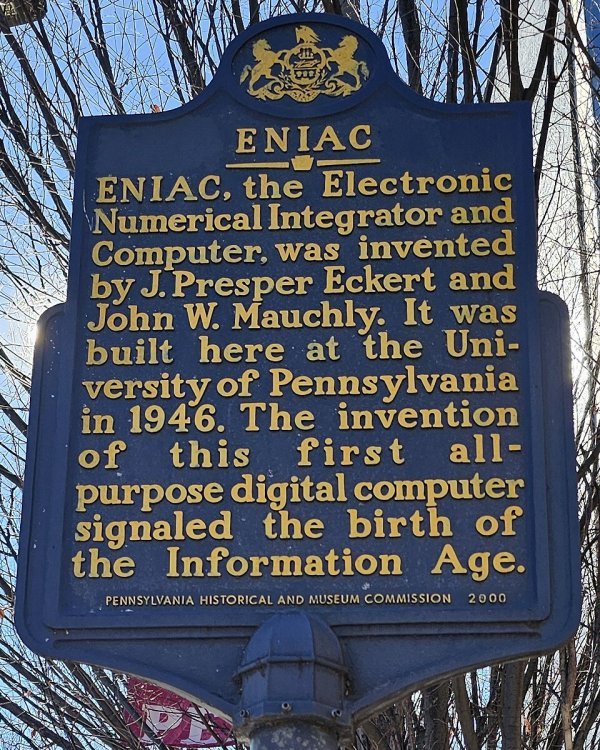 ENIAC
ENIAC, the Electronic
Numerical Integrator and
Computer, was invented
by J. Presper Eckert and
John W. Mauchly. It was
built here at the Uni-
versity of Pennsylvania
in 1946. The invention
of this first all-
purpose digital computer
signaled the birth of
the Information Age.
PENNSYLVANIA HISTORICAL AND MUSEUM COMMISSION 2000